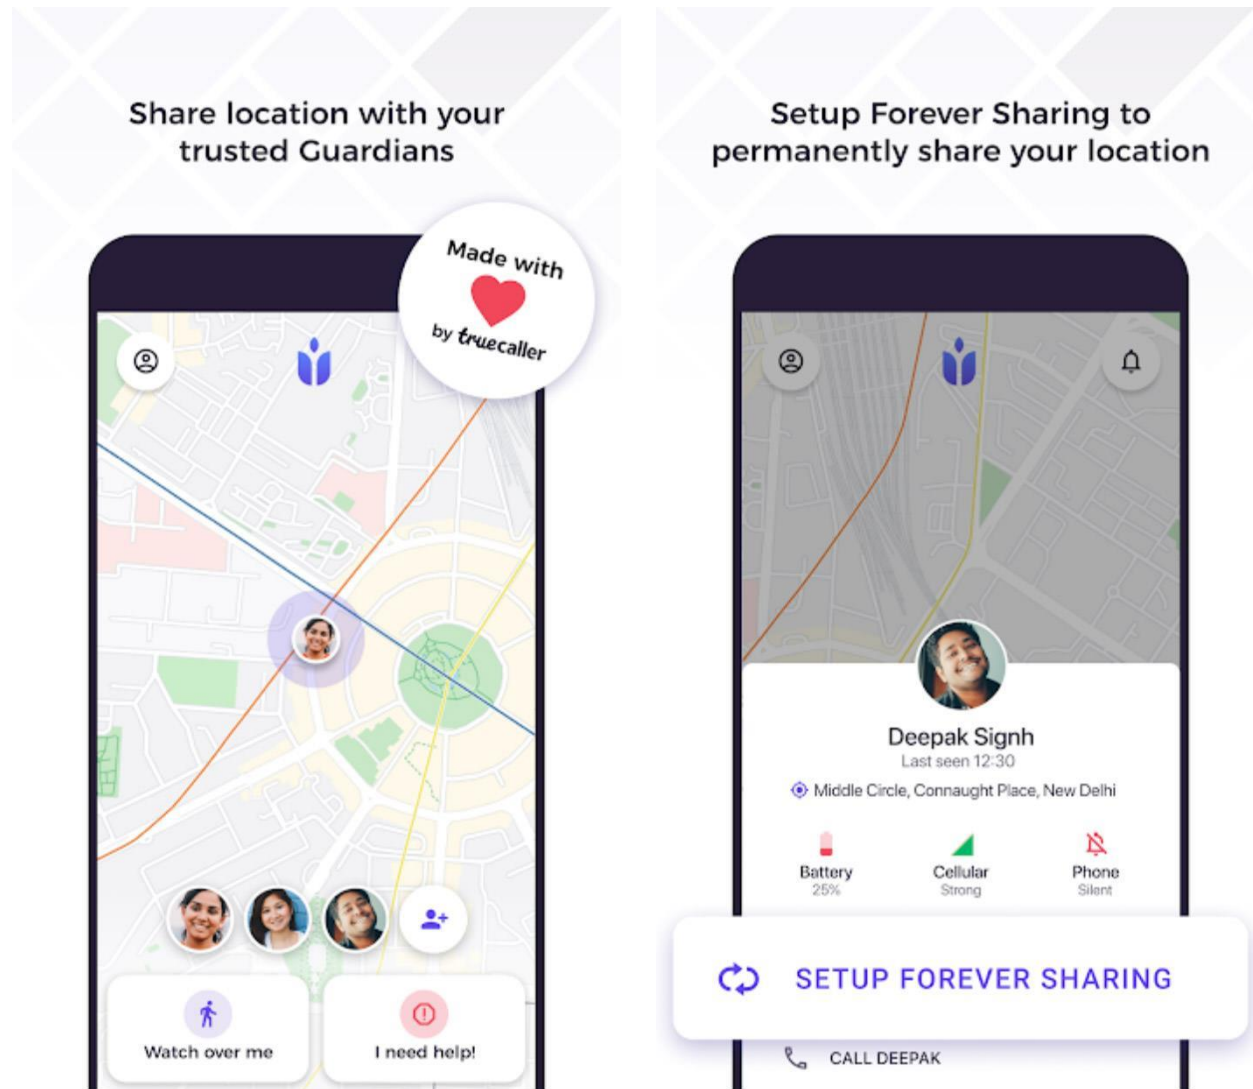 Share location with your
trusted Guardians
Made with
by truecaller
Watch over me
I need help!
Setup Forever Sharing to
permanently share your location
Deepak Signh
Last seen 12:30
Middle Circle, Connaught Place, New Delhi
Battery
25%
Cellular
Strong
Phone
Silent
SETUP FOREVER SHARING
CALL DEEPAK